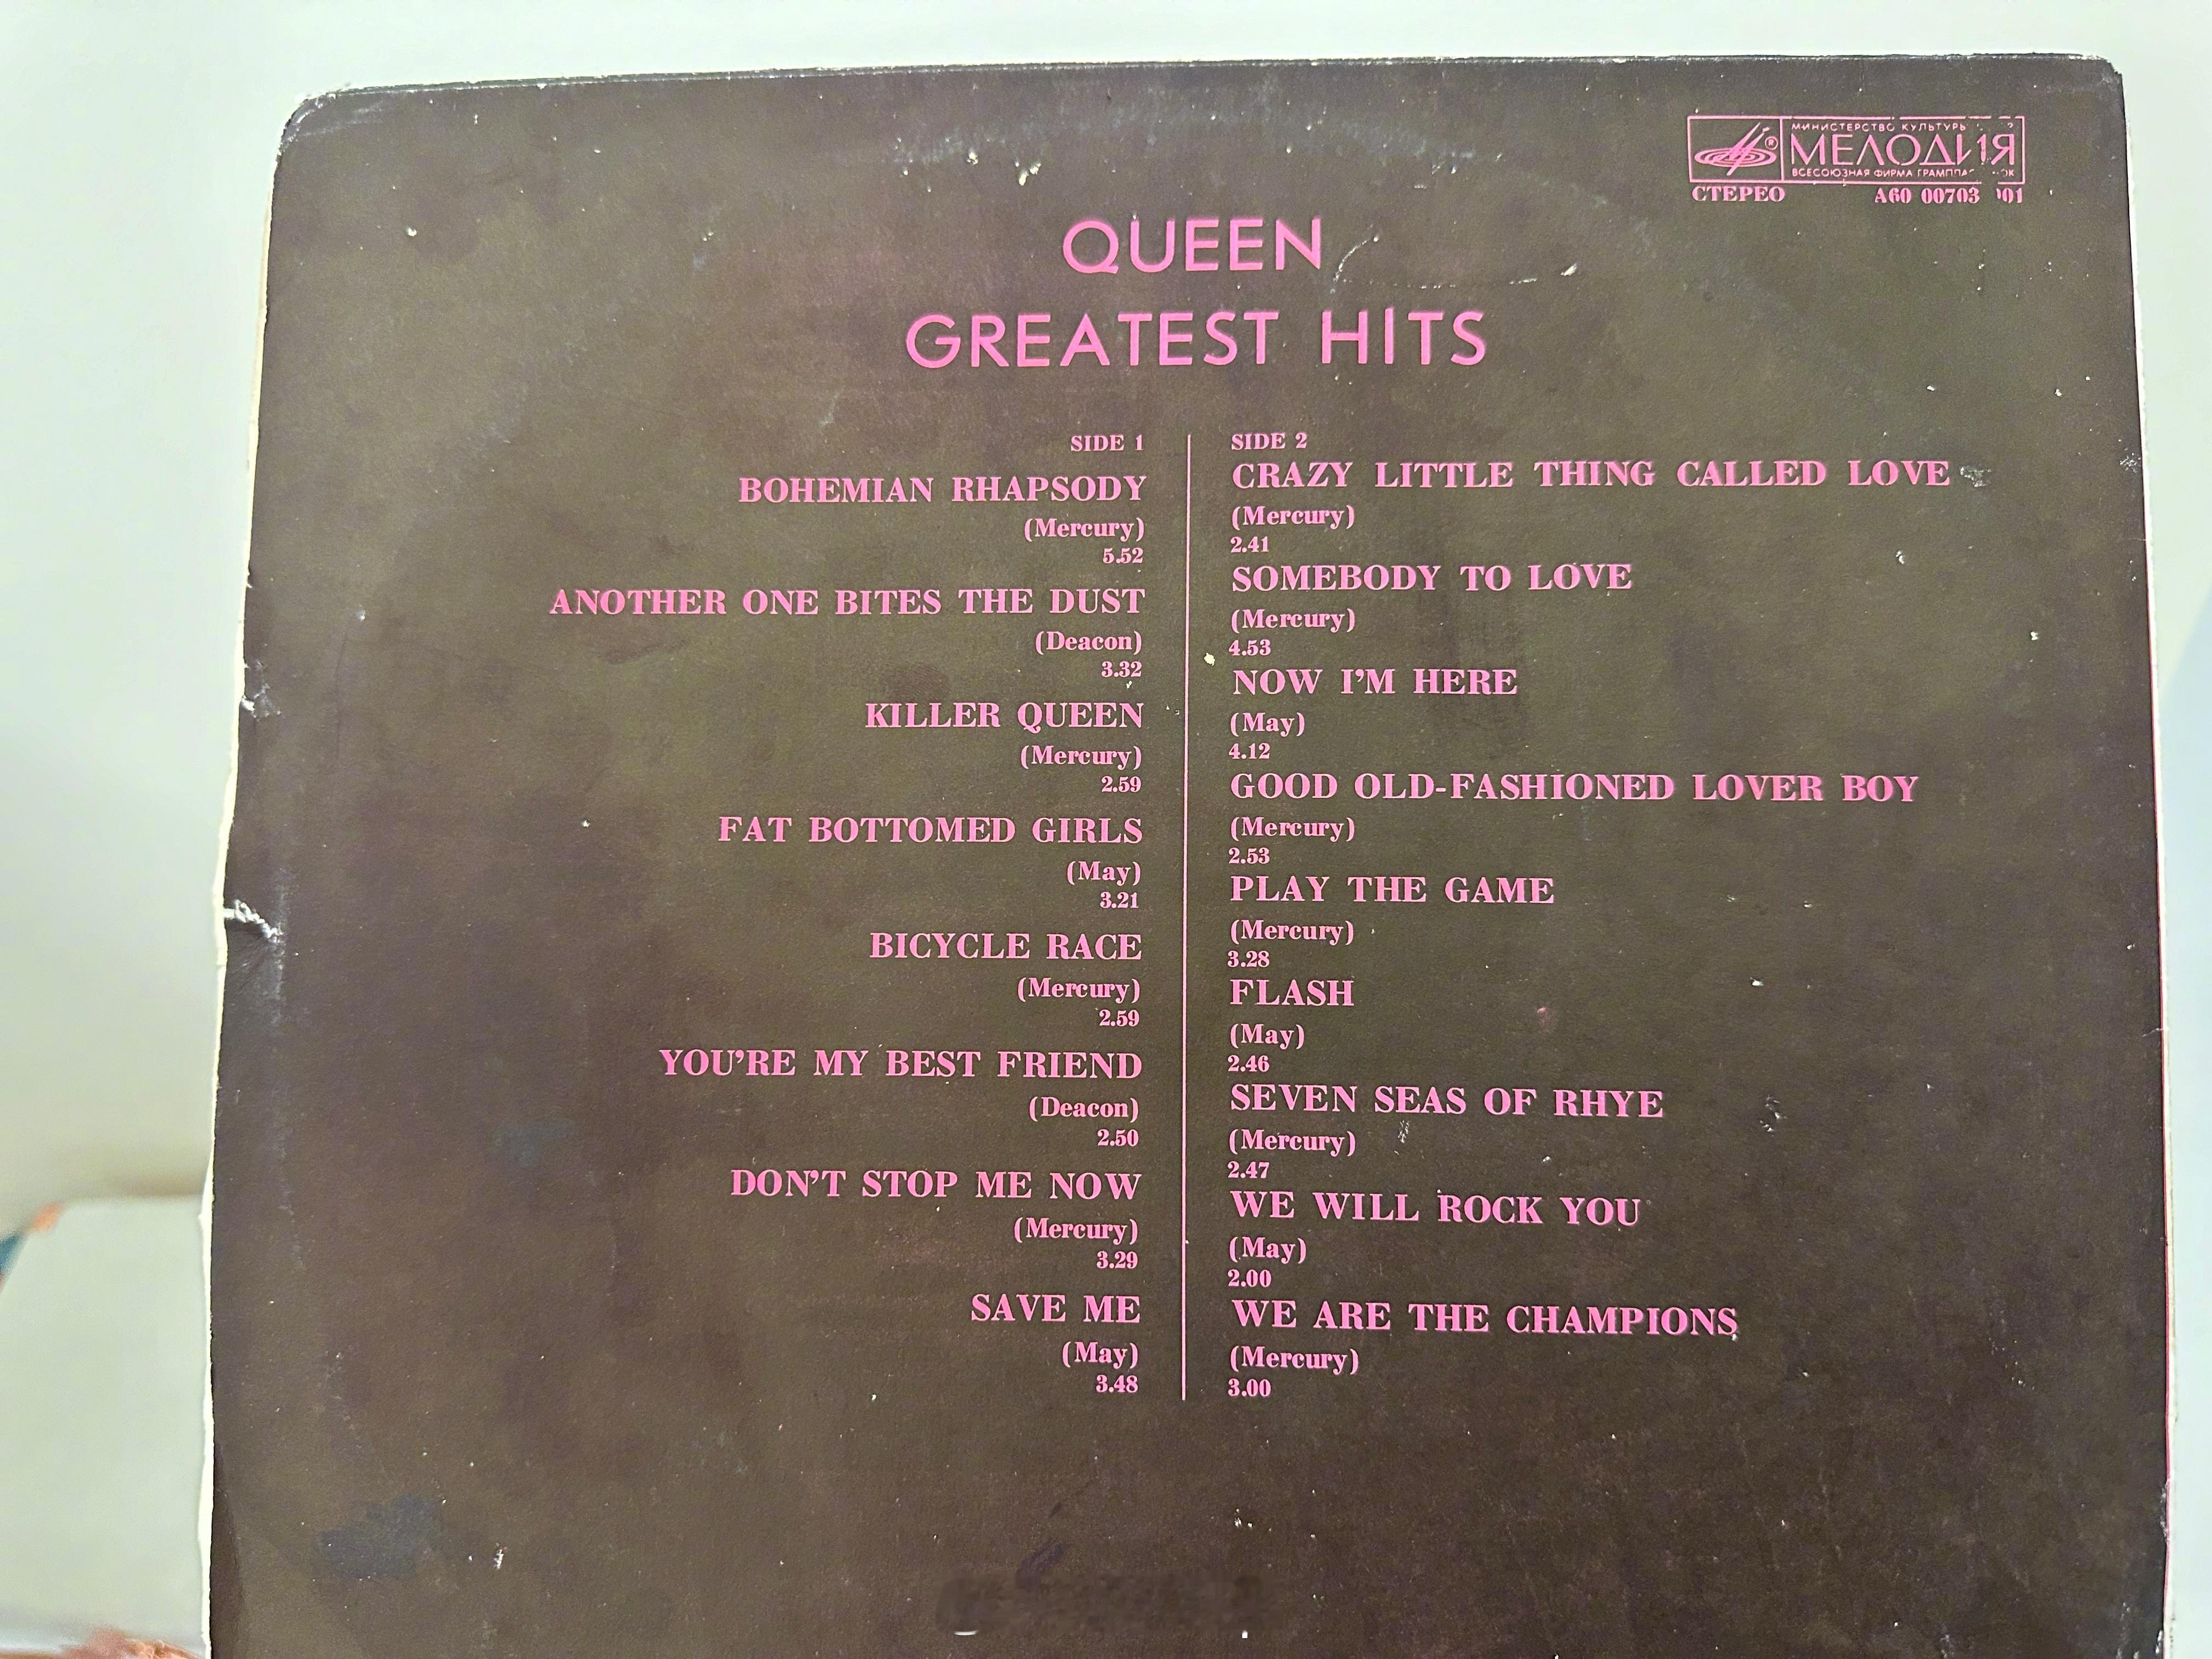 МИНИСТЕРСТВО КУЛЬТУРЫ
МЕЛОДИЯ
ВСЕСОЮЗНАЯ ФИРМА
СТЕРЕО А60 00703
QUEEN
GREATEST HITS
SIDE 1
BOHEMIAN RHAPSODY
(Mercury)
5.52
ANOTHER ONE BITES THE DUST
(Deacon)
3.32
KILLER QUEEN
(Mercury)
2.59
FAT BOTTOMED GIRLS
(May)
3.21
BICYCLE RACE
(Mercury)
2.59
YOU'RE MY BEST FRIEND
(Deacon)
2.50
DON'T STOP ME NOW
(Mercury)
3.29
SAVE ME
(May)
3.48
SIDE 2
CRAZY LITTLE THING CALLED LOVE
(Mercury)
2.41
SOMEBODY TO LOVE
(Mercury)
4.53
NOW I'M HERE
(May)
4.12
GOOD OLD-FASHIONED LOVER BOY
(Mercury)
2.53
PLAY THE GAME
(Mercury)
3.28
FLASH
(May)
2.46
SEVEN SEAS OF RHYE
(Mercury)
2.47
WE WILL ROCK YOU
(May)
2.00
WE ARE THE CHAMPIONS
(Mercury)
3.00